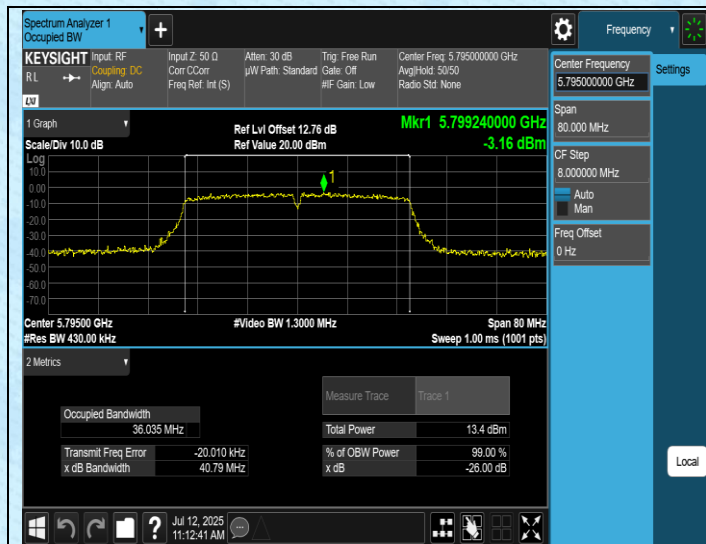 Spectrum Analyzer 1
Occupied BW
Frequency
KEYSIGHT
R L
LXI
Input: RF
Coupling: DC
Align: Auto
Input Z: 50 Ω
Corr CCorr
Freq Ref: Int (S)
Atten: 30 dB
µW Path: Standard
Trig: Free Run
Gate: Off
#IF Gain: Low
Center Freq: 5.795000000 GHz
Avg|Hold: 50/50
Radio Std: None
Center Frequency
5.795000000 GHz
Settings
Span
80.000 MHz
CF Step
8.000000 MHz
Auto
Man
Freq Offset
0 Hz
1 Graph
Scale/Div 10.0 dB
Ref Lvl Offset 12.76 dB
Ref Value 20.00 dBm
Mkr1 5.799240000 GHz
-3.16 dBm
Log
10.0
0.00
-10.0
-20.0
-30.0
-40.0
-50.0
-60.0
-70.0
1
Center 5.79500 GHz
#Res BW 430.00 kHz
#Video BW 1.3000 MHz
Span 80 MHz
Sweep 1.00 ms (1001 pts)
2 Metrics
Measure Trace Trace 1
Occupied Bandwidth
36.035 MHz
Total Power 13.4 dBm
Transmit Freq Error -20.010 kHz
% of OBW Power 99.00 %
x dB Bandwidth 40.79 MHz
x dB -26.00 dB
Local
?
Jul 12, 2025
11:12:41 AM